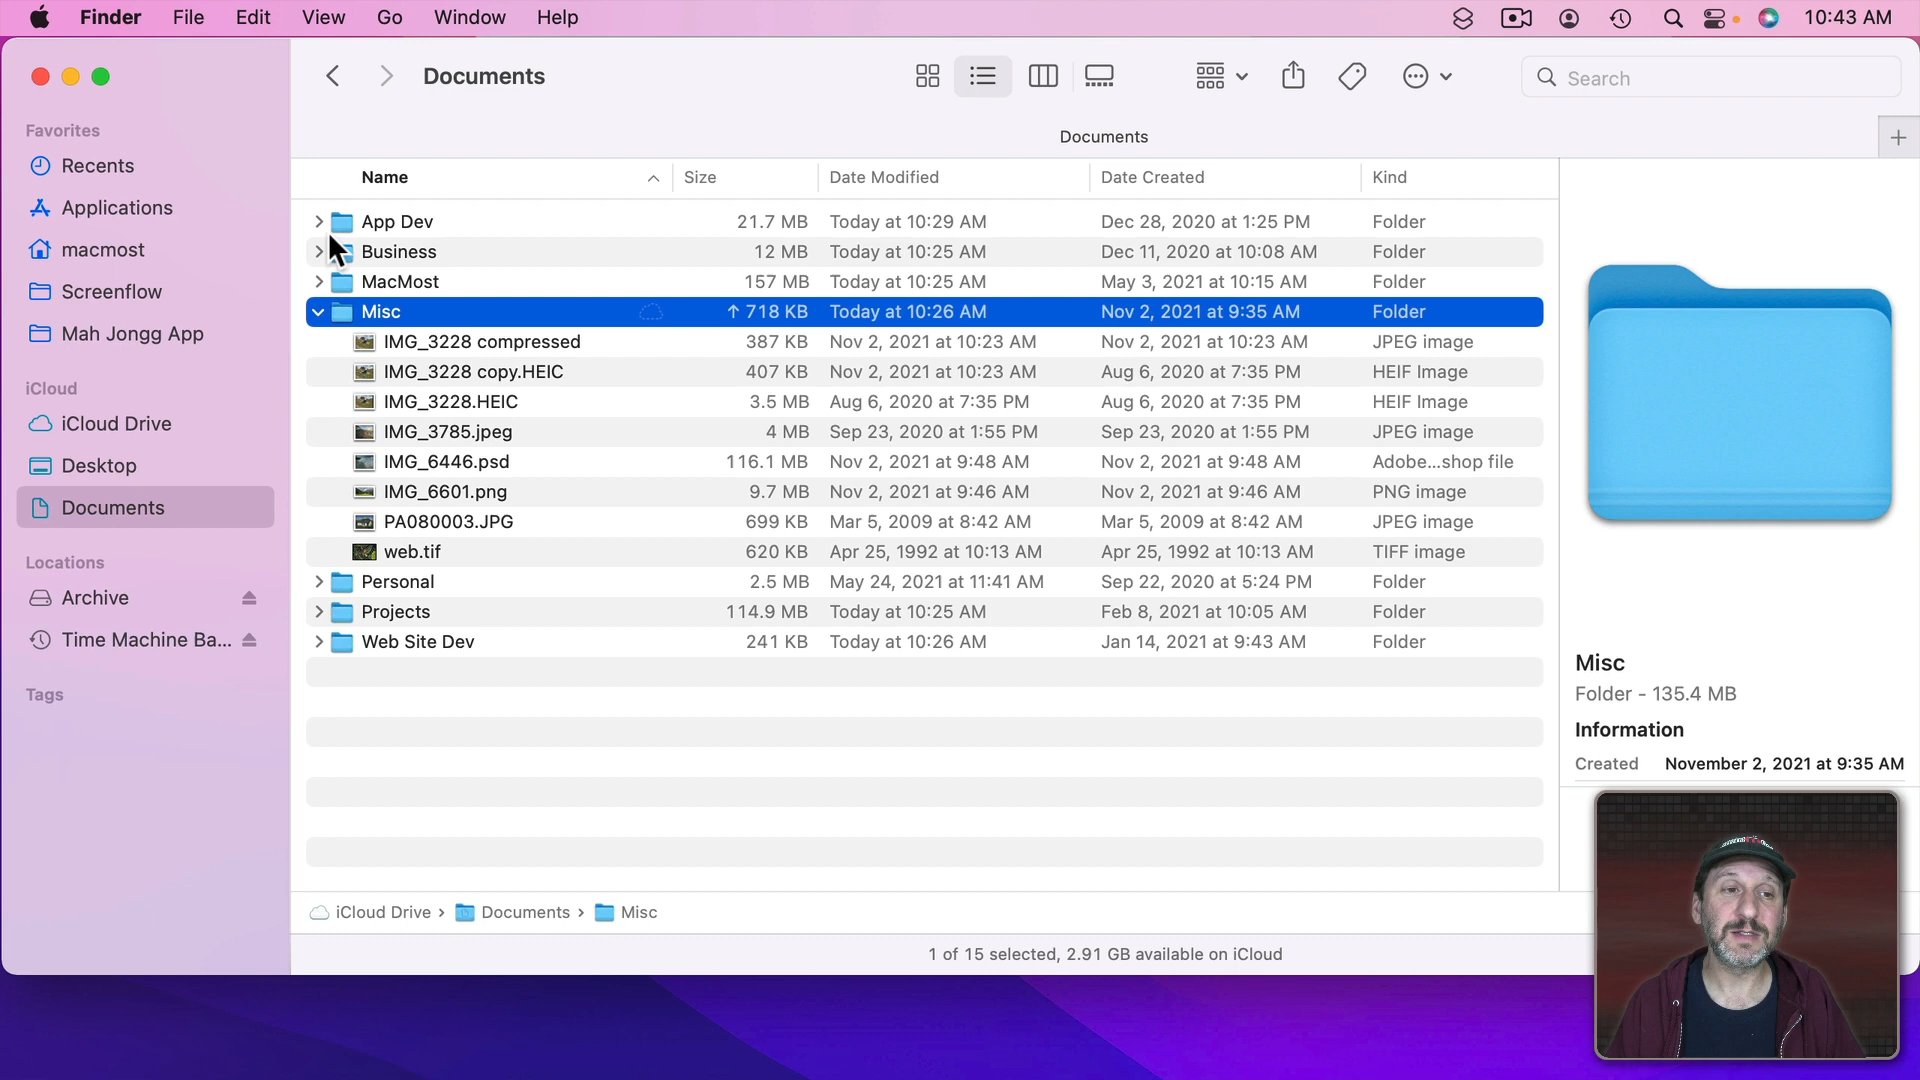 Finder File Edit View Go Window Help 10:43 AM
Documents Search
Documents
Favorites
Recents
Applications
macmost
Screenflow
Mah Jongg App
iCloud
iCloud Drive
Desktop
Documents
Locations
Archive
Time Machine Ba...
Tags
Name Size Date Modified Date Created Kind
App Dev 21.7 MB Today at 10:29 AM Dec 28, 2020 at 1:25 PM Folder
Business 12 MB Today at 10:25 AM Dec 11, 2020 at 10:08 AM Folder
MacMost 157 MB Today at 10:25 AM May 3, 2021 at 10:15 AM Folder
Misc ↑ 718 KB Today at 10:26 AM Nov 2, 2021 at 9:35 AM Folder
IMG_3228 compressed 387 KB Nov 2, 2021 at 10:23 AM Nov 2, 2021 at 10:23 AM JPEG image
IMG_3228 copy.HEIC 407 KB Nov 2, 2021 at 10:23 AM Aug 6, 2020 at 7:35 PM HEIF Image
IMG_3228.HEIC 3.5 MB Aug 6, 2020 at 7:35 PM Aug 6, 2020 at 7:35 PM HEIF Image
IMG_3785.jpeg 4 MB Sep 23, 2020 at 1:55 PM Sep 23, 2020 at 1:55 PM JPEG image
IMG_6446.psd 116.1 MB Nov 2, 2021 at 9:48 AM Nov 2, 2021 at 9:48 AM Adobe...shop file
IMG_6601.png 9.7 MB Nov 2, 2021 at 9:46 AM Nov 2, 2021 at 9:46 AM PNG image
PA080003.JPG 699 KB Mar 5, 2009 at 8:42 AM Mar 5, 2009 at 8:42 AM JPEG image
web.tif 620 KB Apr 25, 1992 at 10:13 AM Apr 25, 1992 at 10:13 AM TIFF image
Personal 2.5 MB May 24, 2021 at 11:41 AM Sep 22, 2020 at 5:24 PM Folder
Projects 114.9 MB Today at 10:25 AM Feb 8, 2021 at 10:05 AM Folder
Web Site Dev 241 KB Today at 10:26 AM Jan 14, 2021 at 9:43 AM Folder
Misc
Folder - 135.4 MB
Information
Created November 2, 2021 at 9:35 AM
iCloud Drive › Documents › Misc
1 of 15 selected, 2.91 GB available on iCloud